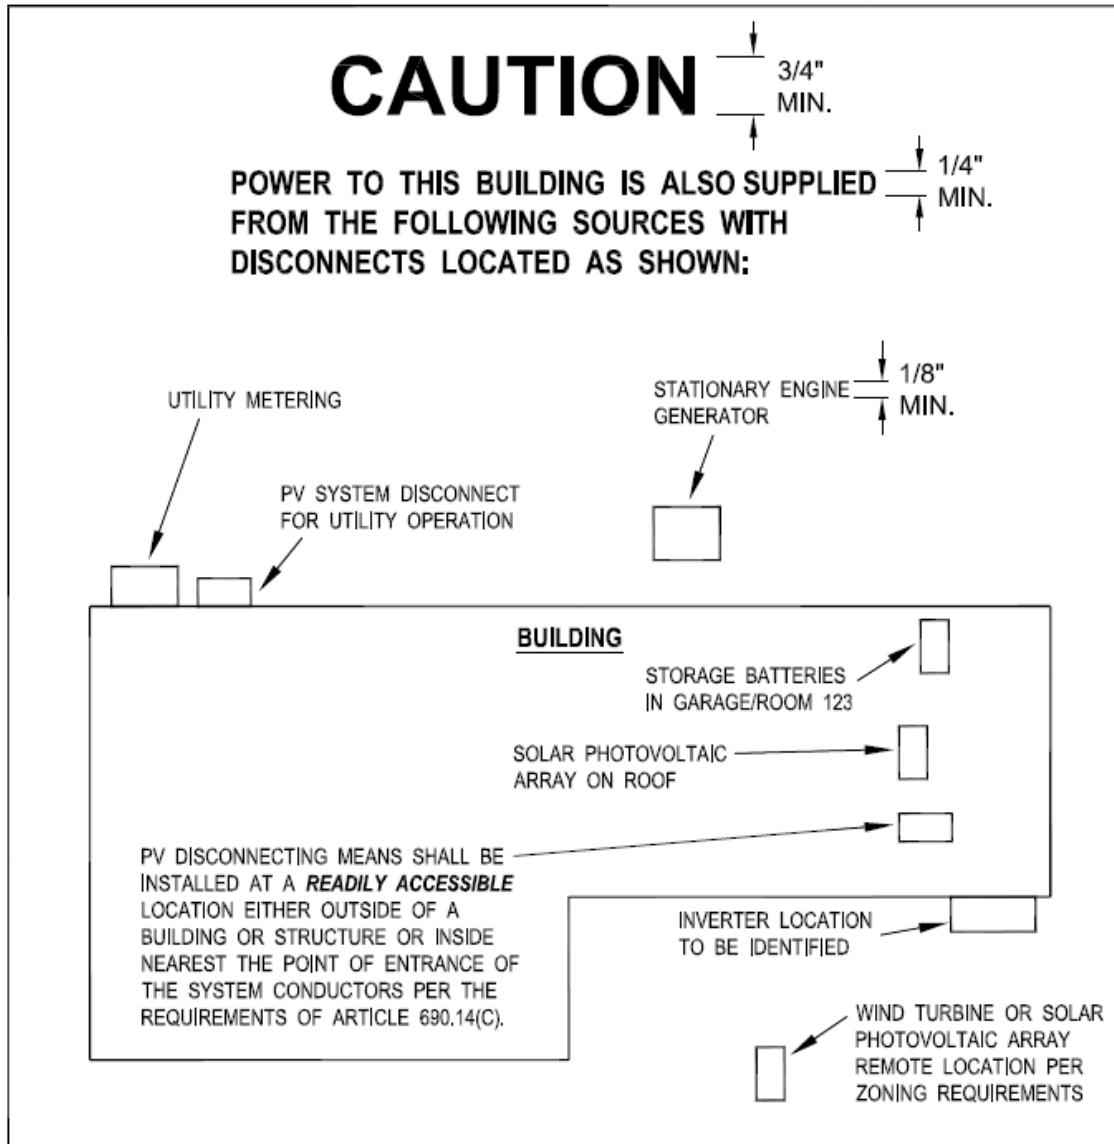 CAUTION
3/4"
MIN.
POWER TO THIS BUILDING IS ALSO SUPPLIED
FROM THE FOLLOWING SOURCES WITH
DISCONNECTS LOCATED AS SHOWN:
1/4"
MIN.
UTILITY METERING
STATIONARY ENGINE
GENERATOR
1/8"
MIN.
PV SYSTEM DISCONNECT
FOR UTILITY OPERATION
BUILDING
STORAGE BATTERIES
IN GARAGE/ROOM 123
SOLAR PHOTOVOLTAIC
ARRAY ON ROOF
PV DISCONNECTING MEANS SHALL BE
INSTALLED AT A READILY ACCESSIBLE
LOCATION EITHER OUTSIDE OF A
BUILDING OR STRUCTURE OR INSIDE
NEAREST THE POINT OF ENTRANCE OF
THE SYSTEM CONDUCTORS PER THE
REQUIREMENTS OF ARTICLE 690.14(C).
INVERTER LOCATION
TO BE IDENTIFIED
WIND TURBINE OR SOLAR
PHOTOVOLTAIC ARRAY
REMOTE LOCATION PER
ZONING REQUIREMENTS